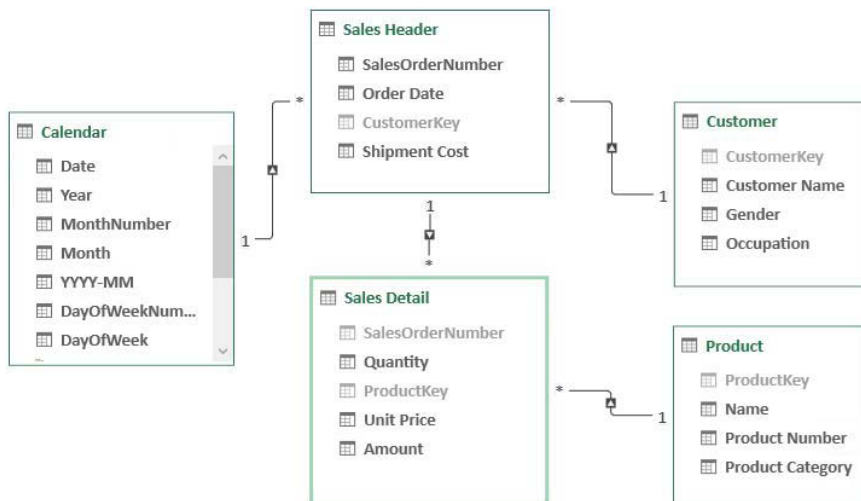 Sales Header
SalesOrderNumber
Order Date
CustomerKey
Shipment Cost
*
*
Calendar
Date
Year
MonthNumber
Month
YYYY-MM
DayOfWeekNum...
DayOfWeek
1
Customer
CustomerKey
Customer Name
Gender
Occupation
1
1
*
Sales Detail
SalesOrderNumber
Quantity
ProductKey
Unit Price
Amount
*
1
Product
ProductKey
Name
Product Number
Product Category